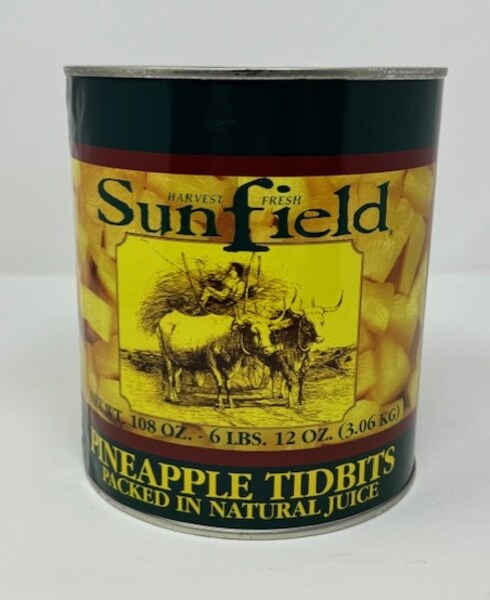 HARVEST FRESH
Sunfield
NET WT. 108 OZ. - 6 LBS. 12 OZ. (3.06 KG)
PINEAPPLE TIDBITS
PACKED IN NATURAL JUICE